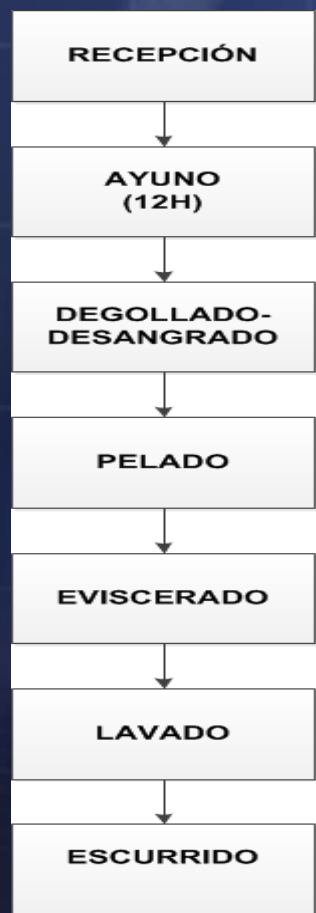 RECEPCIÓN
AYUNO
(12H)
DEGOLLADO-
DESANGRADO
PELADO
EVISCERADO
LAVADO
ESCURRIDO